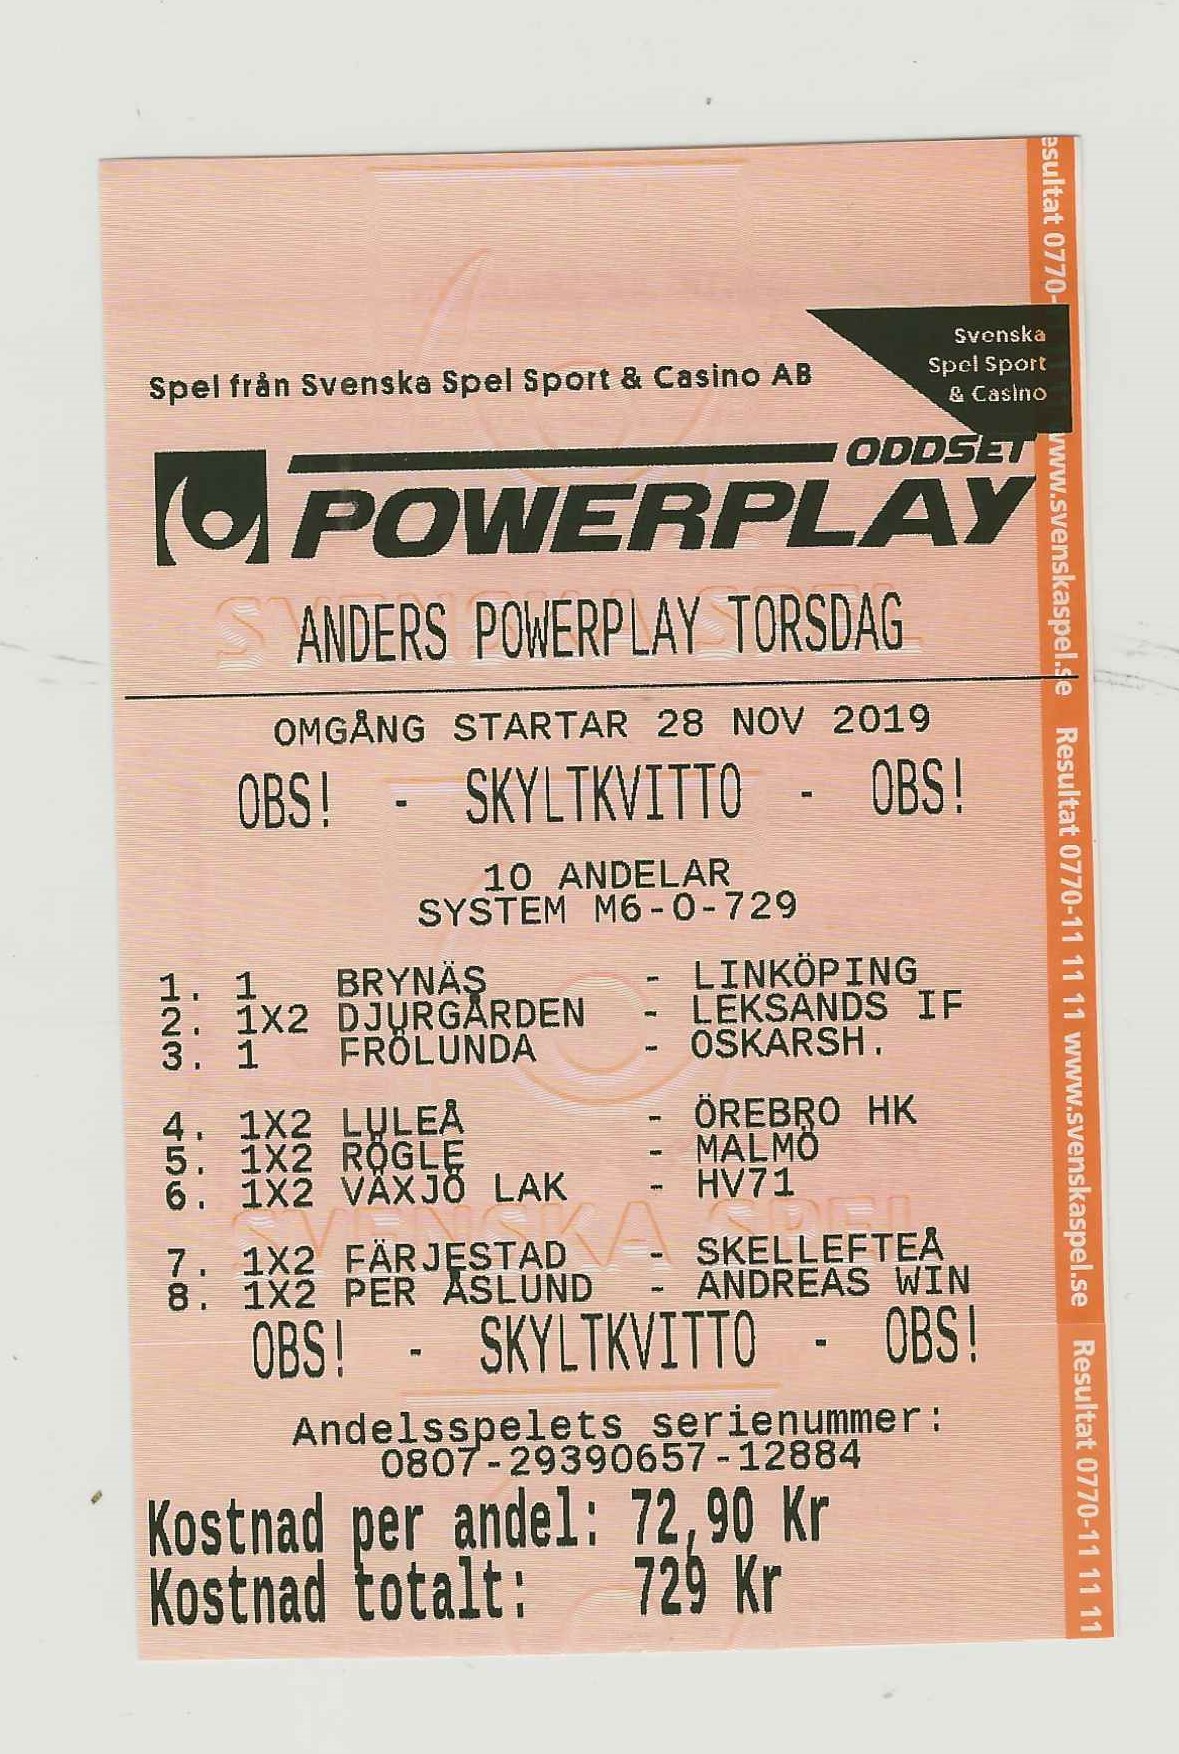 Svenska
Spel Sport
& Casino
Spel från Svenska Spel Sport & Casino AB
ODDSET
POWERPLAY
SVENSKA SPEL
ANDERS POWERPLAY TORSDAG
OMGÅNG STARTAR 28 NOV 2019
OBS! - SKYLTKVITTO - OBS!
10 ANDELAR
SYSTEM M6-0-729
1. 1 BRYNÄS - LINKÖPING
2. 1X2 DJURGÅRDEN - LEKSANDS IF
3. 1 FRÖLUNDA - OSKARSH.
4. 1X2 LULEÅ - ÖREBRO HK
5. 1X2 RÖGLE - MALMÖ
6. 1X2 VÄXJÖ LAK - HV71
SVENSKA SPEL
7. 1X2 FÄRJESTAD - SKELLEFTEÅ
8. 1X2 PER ÅSLUND - ANDREAS WIN
OBS! - SKYLTKVITTO - OBS!
Andelsspelets serienummer:
0807-29390657-12884
Kostnad per andel: 72,90 Kr
Kostnad totalt: 729 Kr
esultat 0770- www.svenskaspel.se Resultat 0770-11 11 11 www.svenskaspel.se Resultat 0770-11 11 11